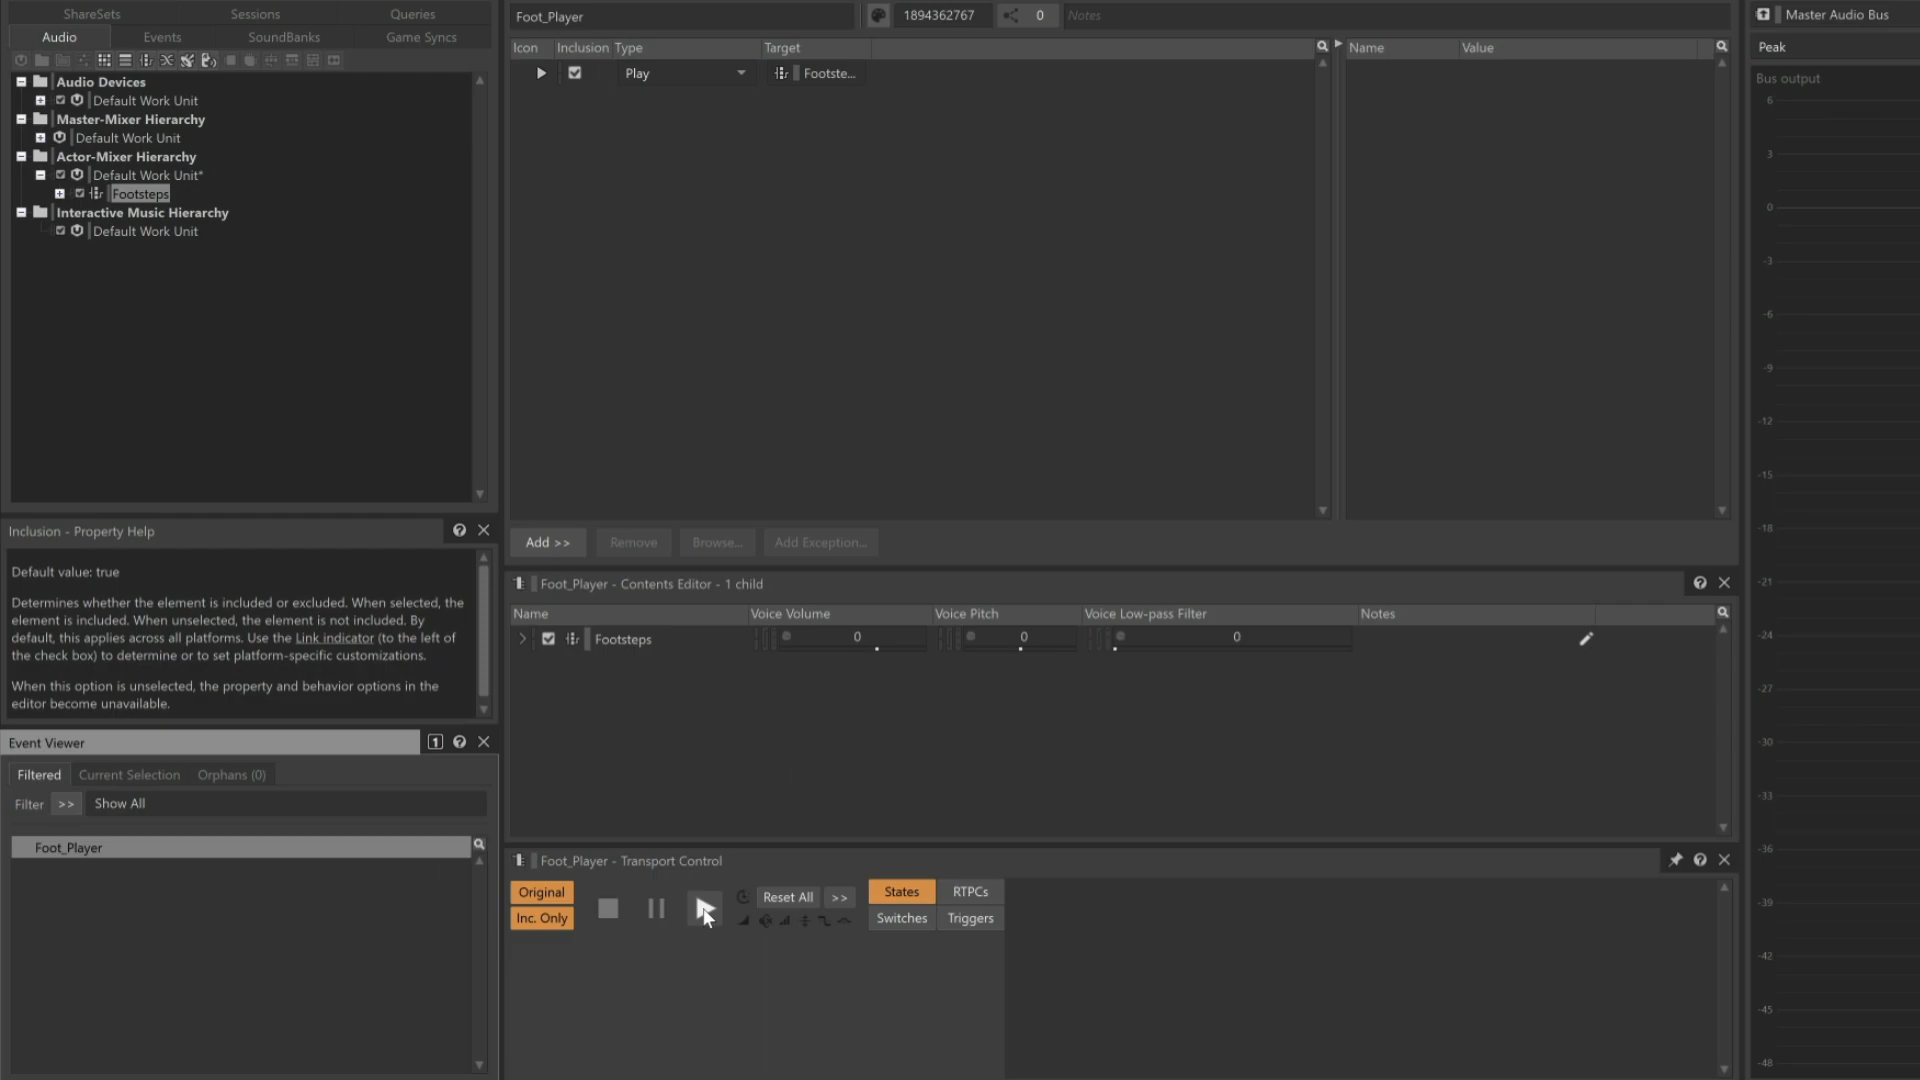 ShareSets Sessions Queries
Audio Events SoundBanks Game Syncs
Audio Devices
Default Work Unit
Master-Mixer Hierarchy
Default Work Unit
Actor-Mixer Hierarchy
Default Work Unit*
Footsteps
Interactive Music Hierarchy
Default Work Unit
Inclusion - Property Help
Default value: true
Determines whether the element is included or excluded. When selected, the
element is included. When unselected, the element is not included. By
default, this applies across all platforms. Use the Link indicator (to the left of
the check box) to determine or to set platform-specific customizations.
When this option is unselected, the property and behavior options in the
editor become unavailable.
Event Viewer 1
Filtered Current Selection Orphans (0)
Filter >> Show All
Foot_Player
Foot_Player 1894362767 0 Notes
Icon Inclusion Type Target
Play Footste...
Name Value
Add >> Remove Browse... Add Exception...
Foot_Player - Contents Editor - 1 child
Name Voice Volume Voice Pitch Voice Low-pass Filter Notes
Footsteps 0 0 0
Foot_Player - Transport Control
Original Reset All >> States RTPCs
Inc. Only Switches Triggers
Master Audio Bus
Peak
Bus output
6
3
0
-3
-6
-9
-12
-15
-18
-21
-24
-27
-30
-33
-36
-39
-42
-45
-48